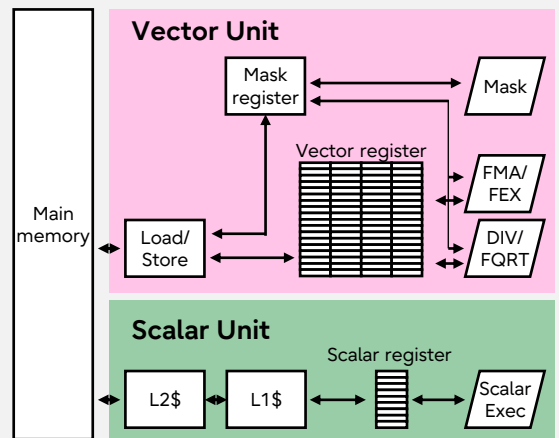 Vector Unit
Mask
register
Mask
Vector register
FMA/
FEX
Main
memory
Load/
Store
DIV/
FQRT
Scalar Unit
Scalar register
L2$
L1$
Scalar
Exec